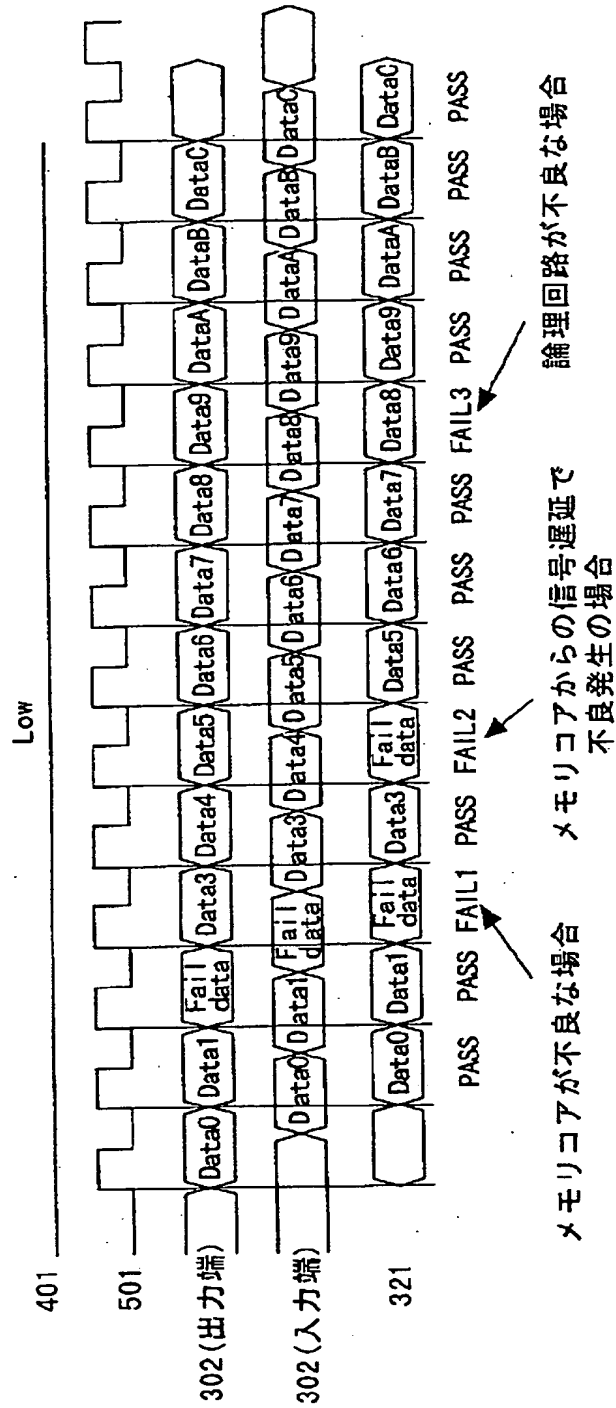 Low
401
501
302(出力端) Data0 Data1 Fail data Data3 Data4 Data5 Data6 Data7 Data8 Data9 DataA DataB DataC
302(入力端) Data0 Data1 Fail data Data3 Data4 Data5 Data6 Data7 Data8 Data9 DataA DataB DataC
321 Data0 Data1 Fail data Data3 Fail data Data5 Data6 Data7 Data8 Data9 DataA DataB DataC
PASS PASS FAIL1 PASS FAIL2 PASS PASS PASS FAIL3 PASS PASS PASS PASS
メモリコアが不良な場合
メモリコアからの信号遅延で
不良発生の場合
論理回路が不良な場合